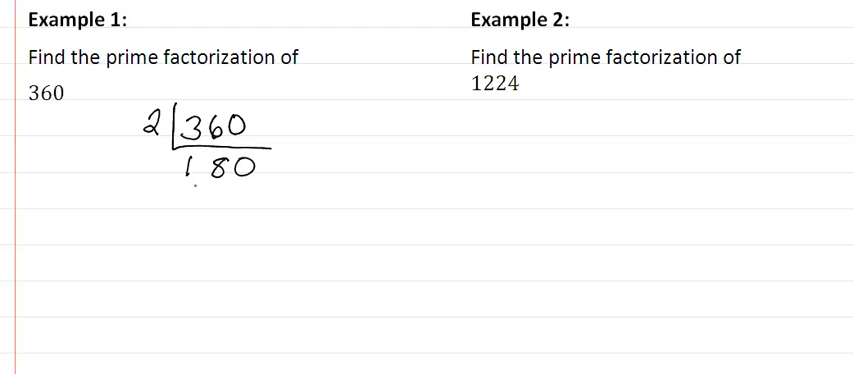 Example 1:
Find the prime factorization of
360
2 360
180
Example 2:
Find the prime factorization of
1224